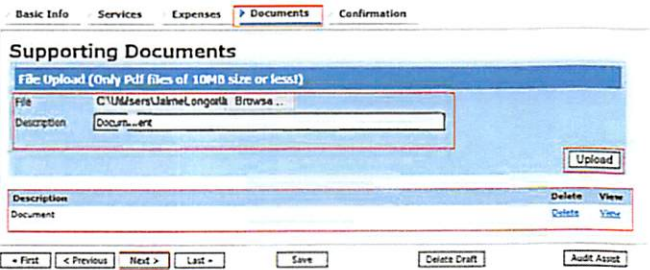 Basic Info Services Expenses Documents Confirmation
Supporting Documents
File Upload (Only Pdf files of 10MB size or less!)
File Browse...
Description Document
Upload
Description Delete View
Document Delete View
First < Previous Next > Last Save Delete Draft Audit Assist